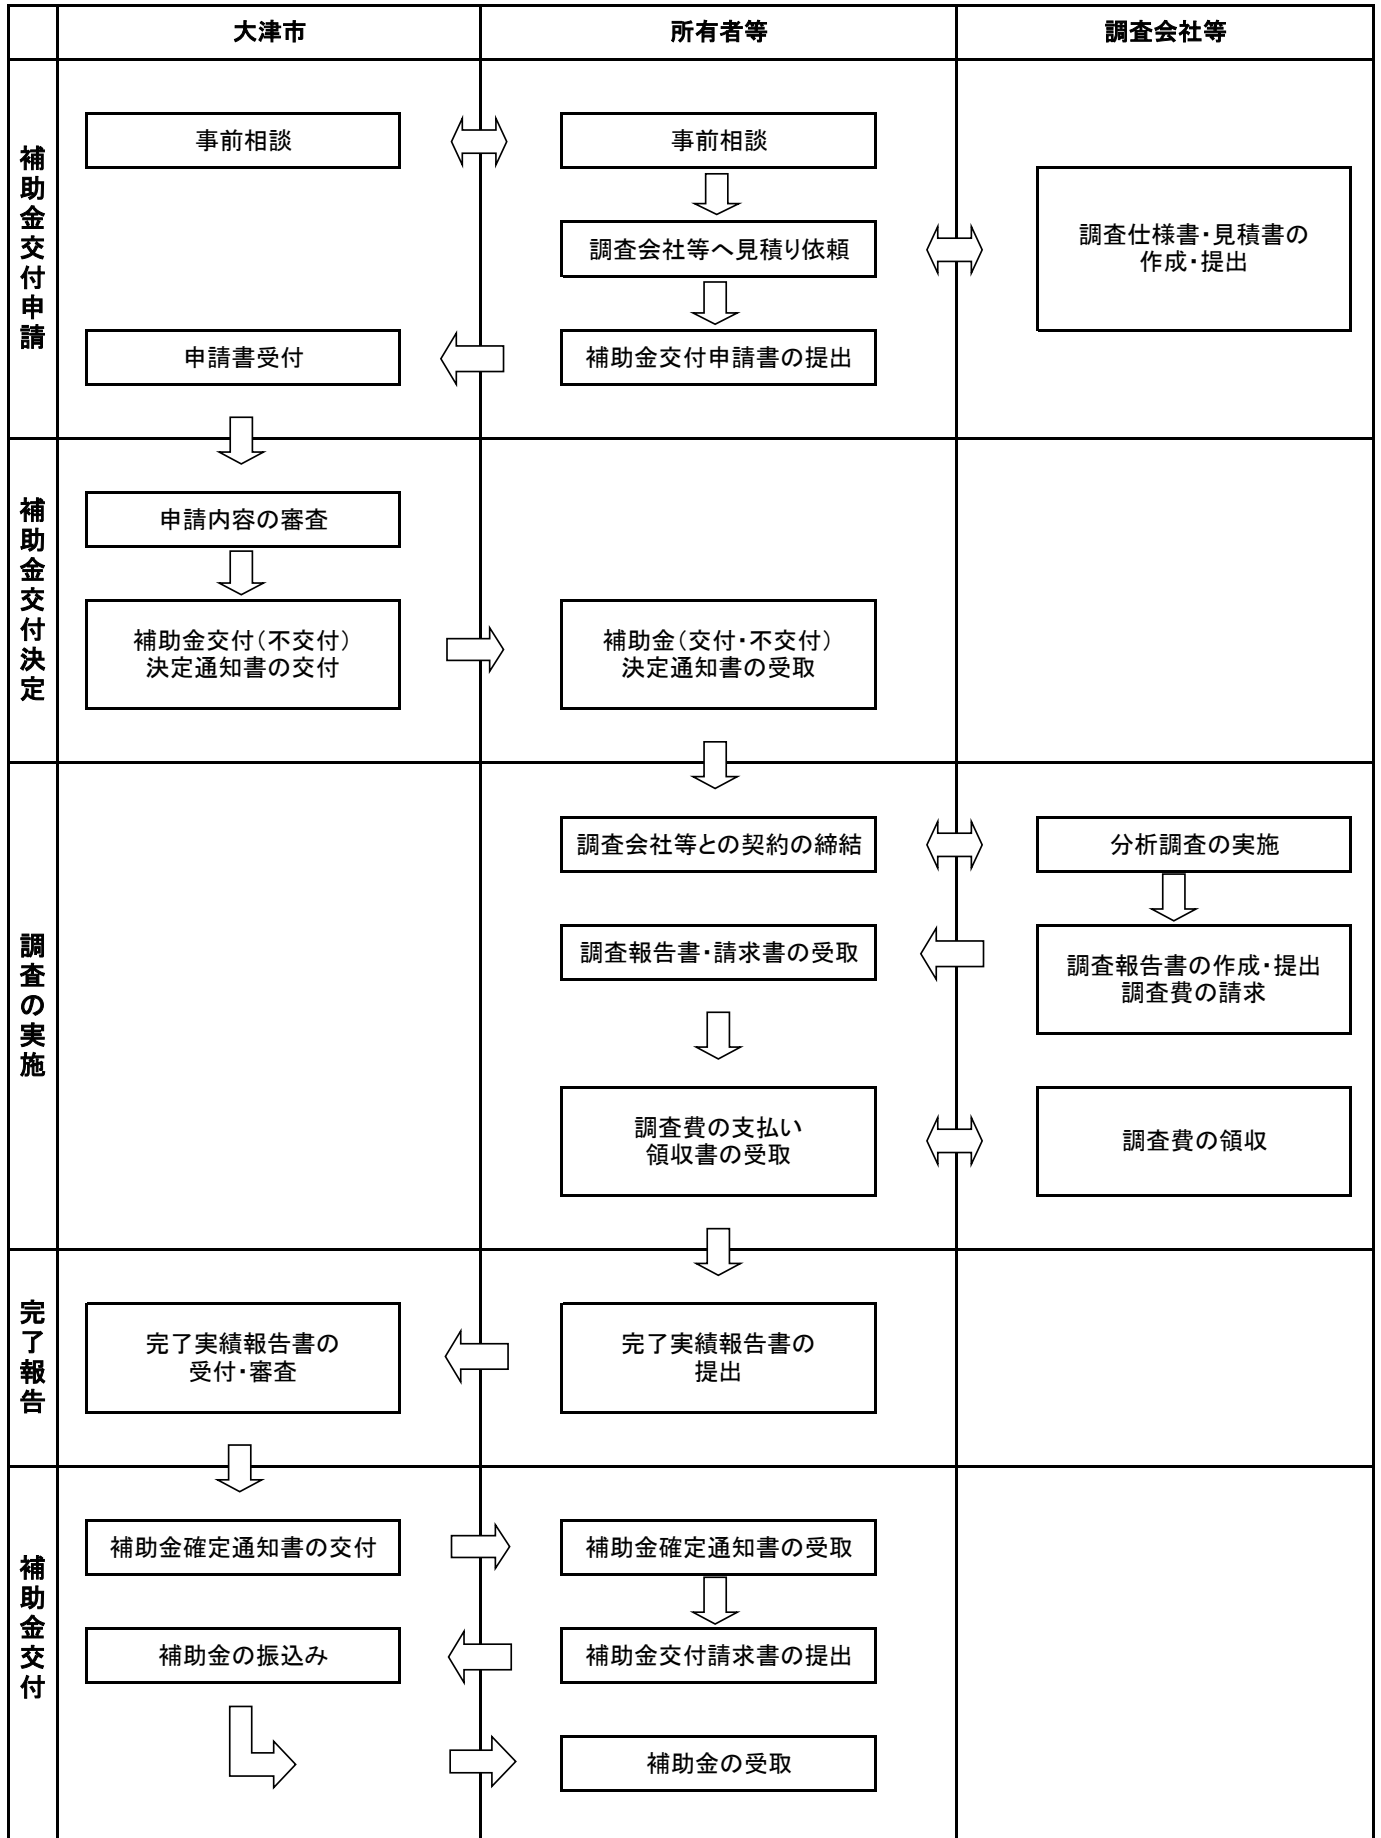 大津市
所有者等
調査会社等
補助金交付申請
事前相談
事前相談
調査会社等へ見積り依頼
調査仕様書・見積書の
作成・提出
申請書受付
補助金交付申請書の提出
補助金交付決定
申請内容の審査
補助金交付（不交付）
決定通知書の交付
補助金（交付・不交付）
決定通知書の受取
調査の実施
調査会社等との契約の締結
分析調査の実施
調査報告書・請求書の受取
調査報告書の作成・提出
調査費の請求
調査費の支払い
領収書の受取
調査費の領収
完了報告
完了実績報告書の
受付・審査
完了実績報告書の
提出
補助金交付
補助金確定通知書の交付
補助金確定通知書の受取
補助金の振込み
補助金交付請求書の提出
補助金の受取